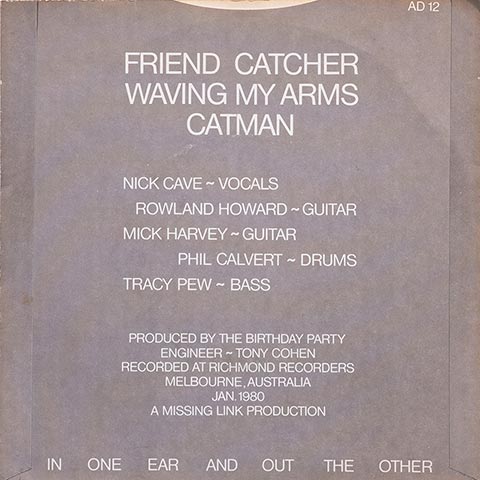 AD 12
FRIEND CATCHER
WAVING MY ARMS
CATMAN
NICK CAVE ~ VOCALS
ROWLAND HOWARD ~ GUITAR
MICK HARVEY ~ GUITAR
PHIL CALVERT ~ DRUMS
TRACY PEW ~ BASS
PRODUCED BY THE BIRTHDAY PARTY
ENGINEER ~ TONY COHEN
RECORDED AT RICHMOND RECORDERS
MELBOURNE, AUSTRALIA
JAN. 1980
A MISSING LINK PRODUCTION
IN ONE EAR AND OUT THE OTHER